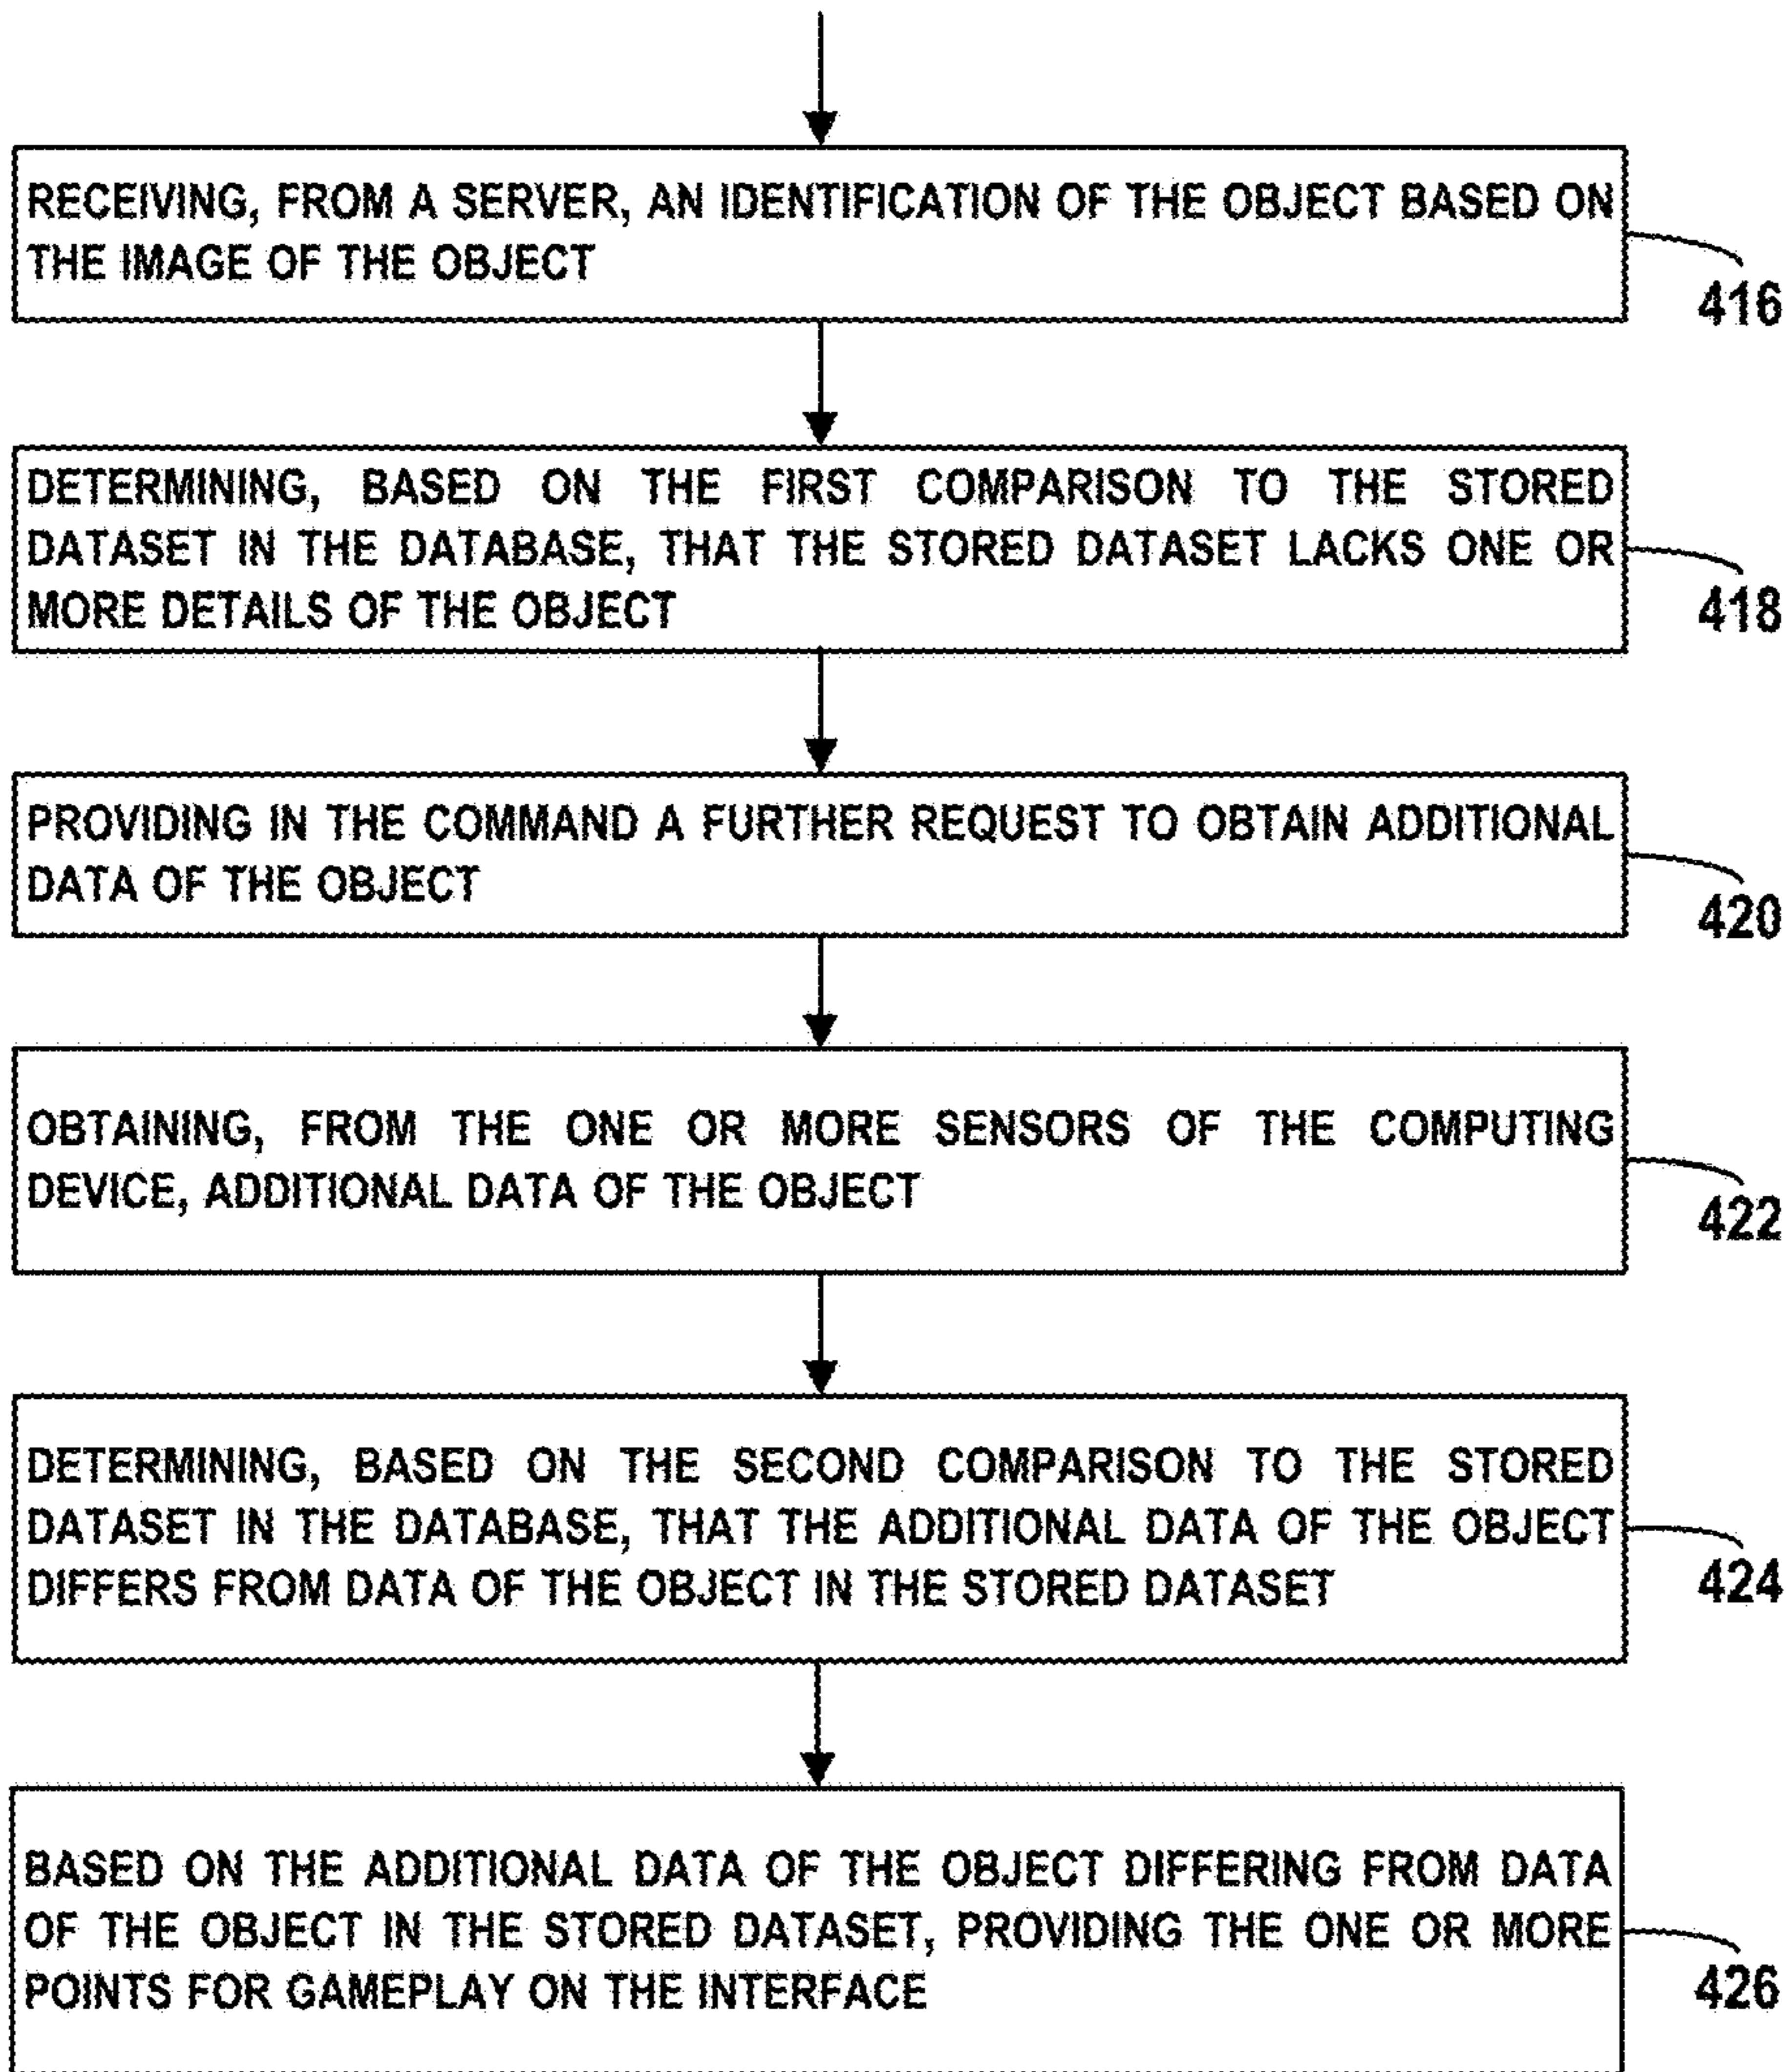 RECEIVING, FROM A SERVER, AN IDENTIFICATION OF THE OBJECT BASED ON
THE IMAGE OF THE OBJECT
416
DETERMINING, BASED ON THE FIRST COMPARISON TO THE STORED
DATASET IN THE DATABASE, THAT THE STORED DATASET LACKS ONE OR
MORE DETAILS OF THE OBJECT
418
PROVIDING IN THE COMMAND A FURTHER REQUEST TO OBTAIN ADDITIONAL
DATA OF THE OBJECT
420
OBTAINING, FROM THE ONE OR MORE SENSORS OF THE COMPUTING
DEVICE, ADDITIONAL DATA OF THE OBJECT
422
DETERMINING, BASED ON THE SECOND COMPARISON TO THE STORED
DATASET IN THE DATABASE, THAT THE ADDITIONAL DATA OF THE OBJECT
DIFFERS FROM DATA OF THE OBJECT IN THE STORED DATASET
424
BASED ON THE ADDITIONAL DATA OF THE OBJECT DIFFERING FROM DATA
OF THE OBJECT IN THE STORED DATASET, PROVIDING THE ONE OR MORE
POINTS FOR GAMEPLAY ON THE INTERFACE
426